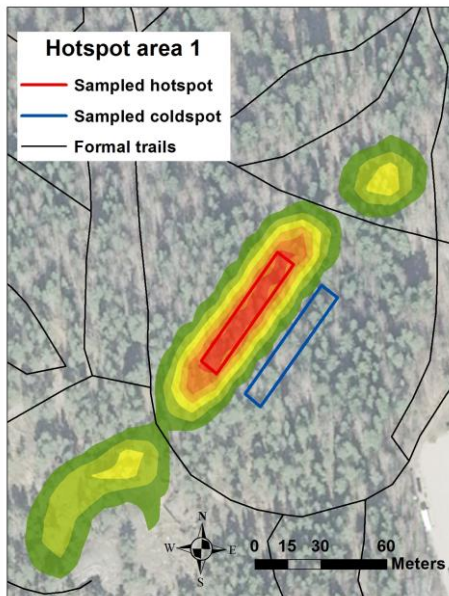 Hotspot area 1
Sampled hotspot
Sampled coldspot
Formal trails
N
W E
S
0 15 30 60
Meters